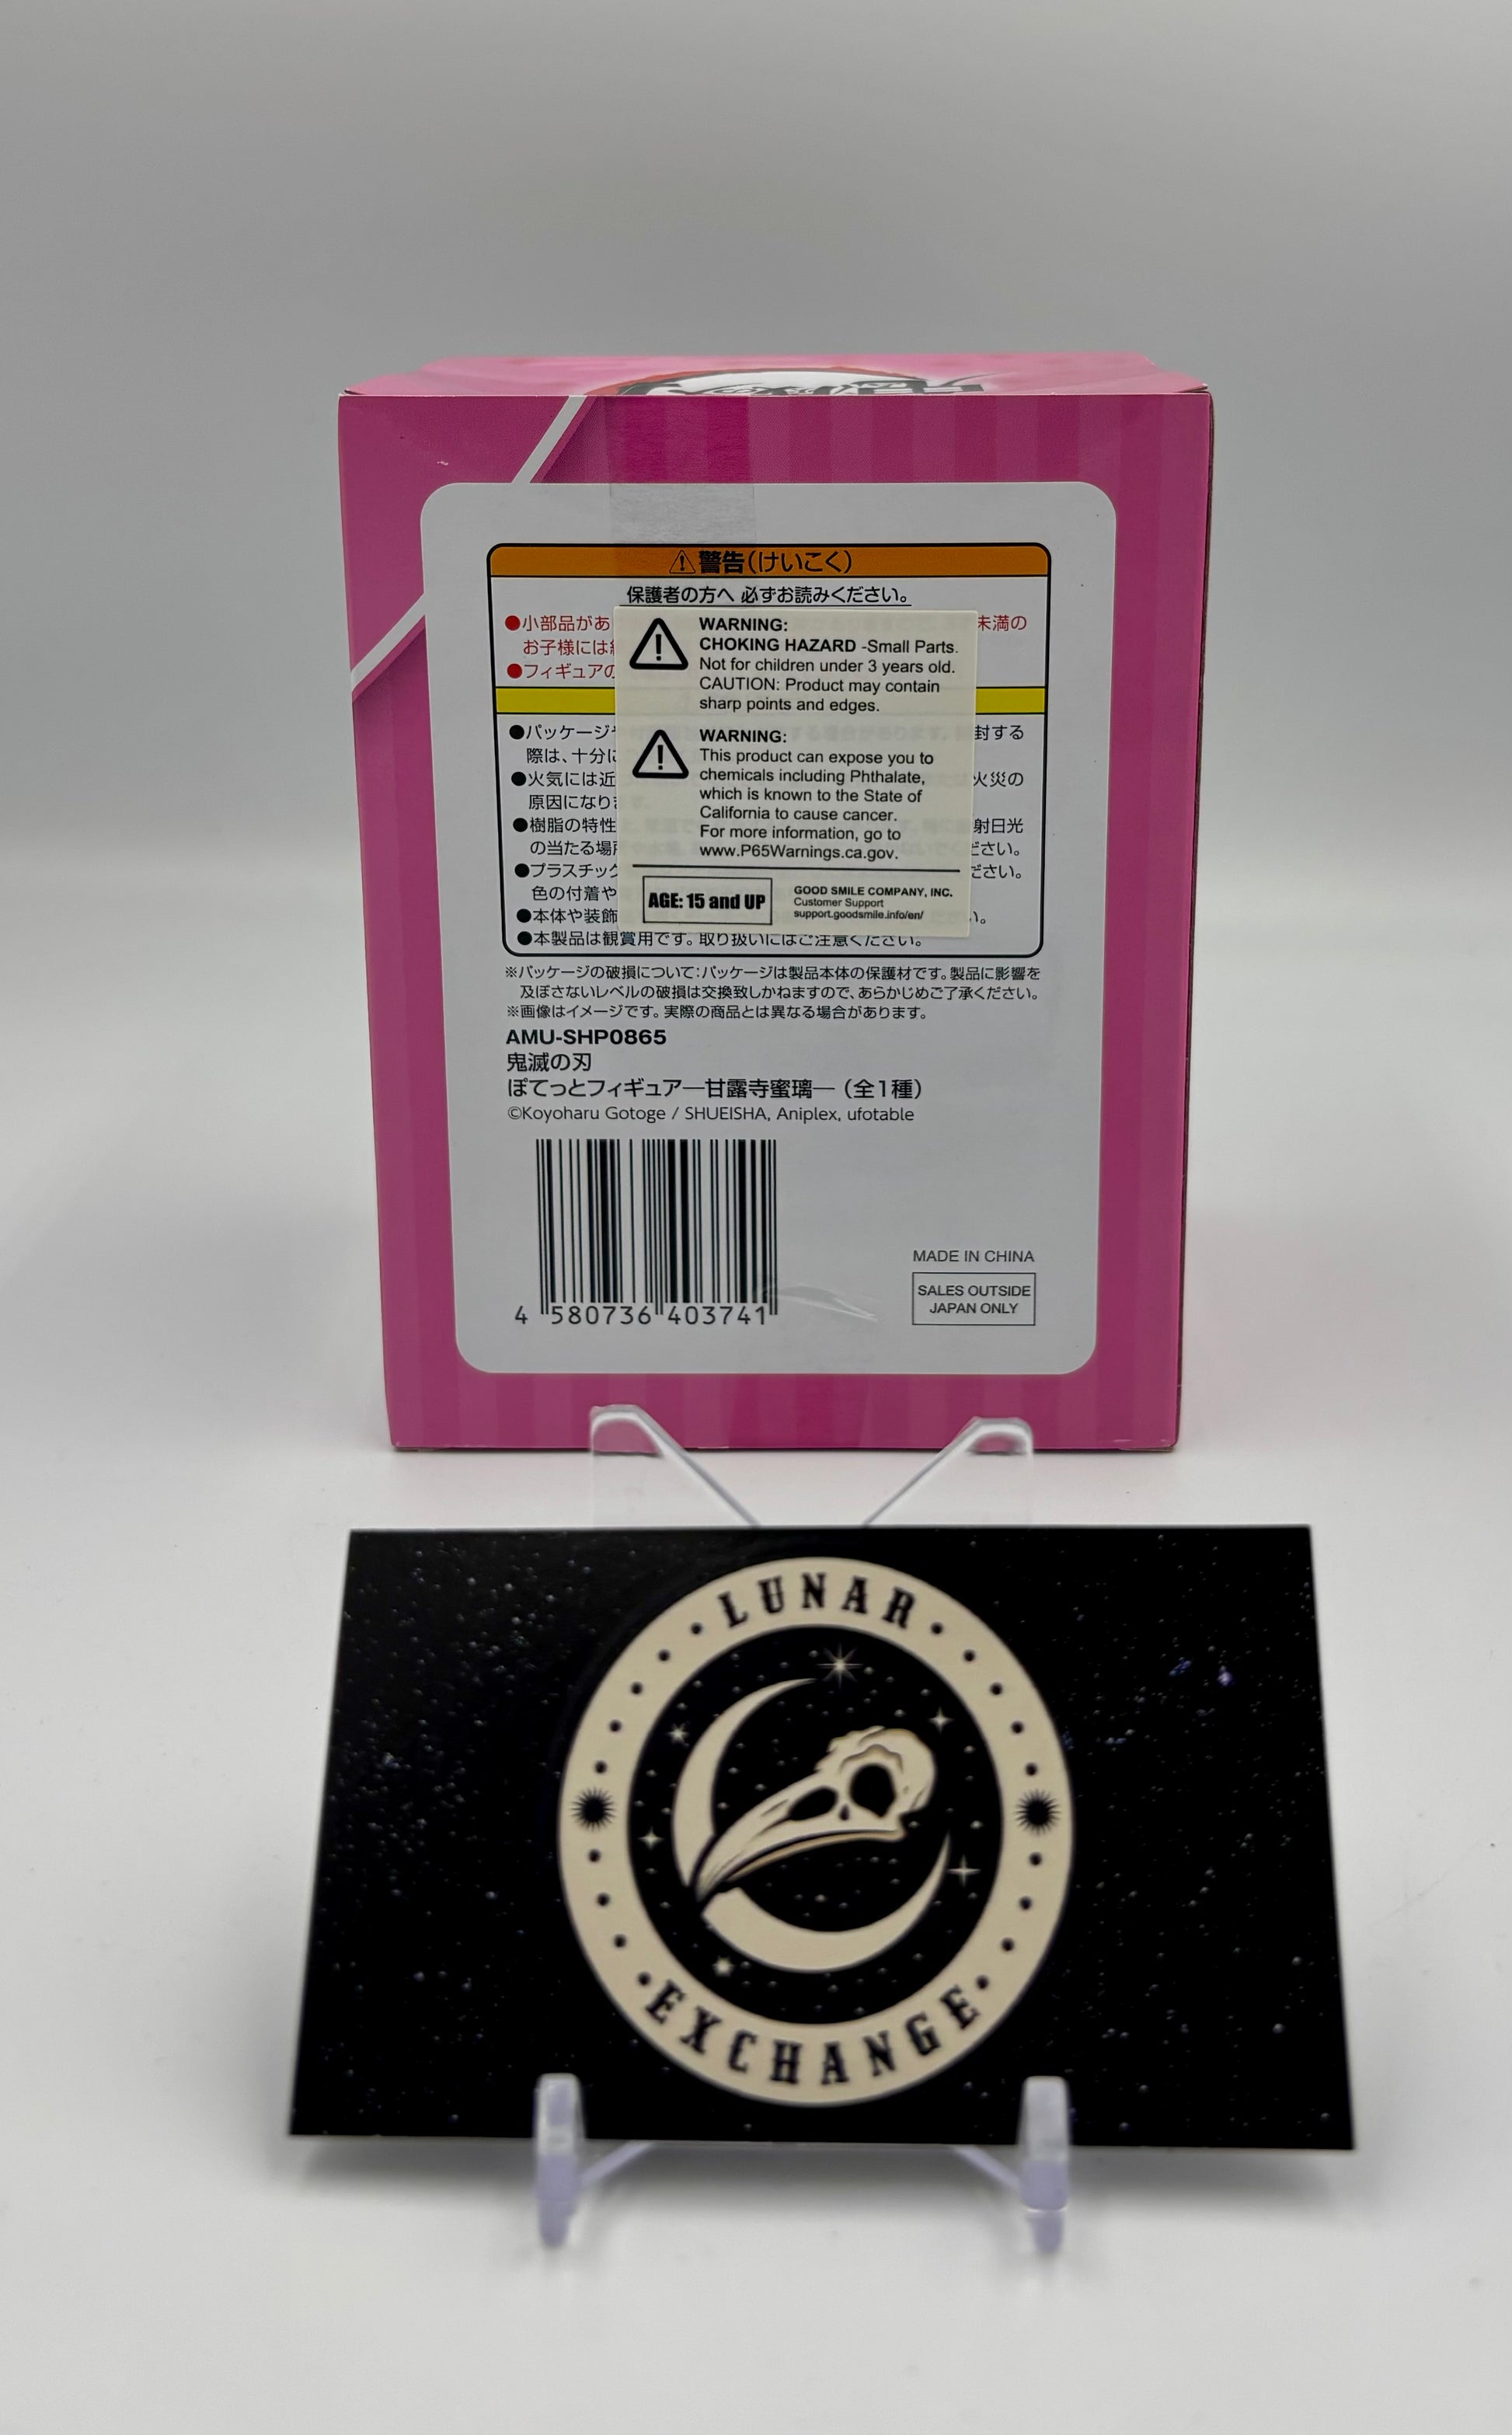 ⚠警告(けいこく)
保護者の方へ 必ずお読みください。
●小部品があ
未満の
お子様には
●フィギュアの
WARNING:
CHOKING HAZARD -Small Parts.
Not for children under 3 years old.
CAUTION: Product may contain
sharp points and edges.
WARNING:
This product can expose you to
chemicals including Phthalate,
which is known to the State of
California to cause cancer.
For more information, go to
www.P65Warnings.ca.gov.
AGE: 15 and UP
GOOD SMILE COMPANY, INC.
Customer Support
support.goodsmile.info/en/
●パッケージや
封する
際は、十分に
●火気には近
火災の
原因になり
●樹脂の特性
射日光
の当たる場所
ださい。
●プラスチック
ださい。
色の付着や
●本体や装飾
い。
●本製品は観賞用です。取り扱いにはご注意ください。
※パッケージの破損について:パッケージは製品本体の保護材です。製品に影響を
及ぼさないレベルの破損は交換致しかねますので、あらかじめご了承ください。
※画像はイメージです。実際の商品とは異なる場合があります。
AMU-SHP0865
鬼滅の刃
ぽてっとフィギュア―甘露寺蜜璃―(全1種)
©Koyoharu Gotoge / SHUEISHA, Aniplex, ufotable
4 580736 403741
MADE IN CHINA
SALES OUTSIDE
JAPAN ONLY
LUNAR
EXCHANGE